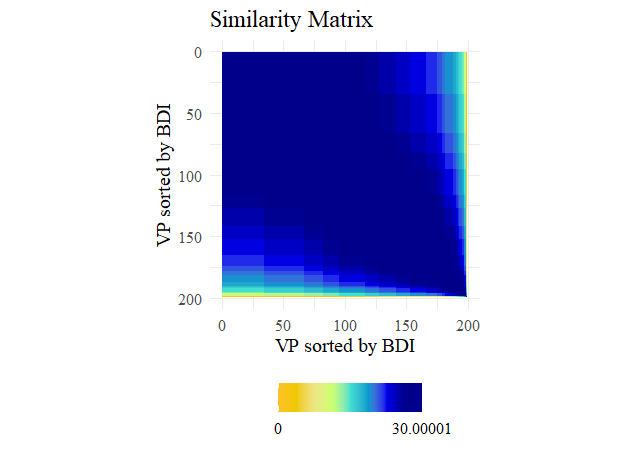 Similarity Matrix
0
50
100
150
200
VP sorted by BDI
0 50 100 150 200
VP sorted by BDI
0 30.00001